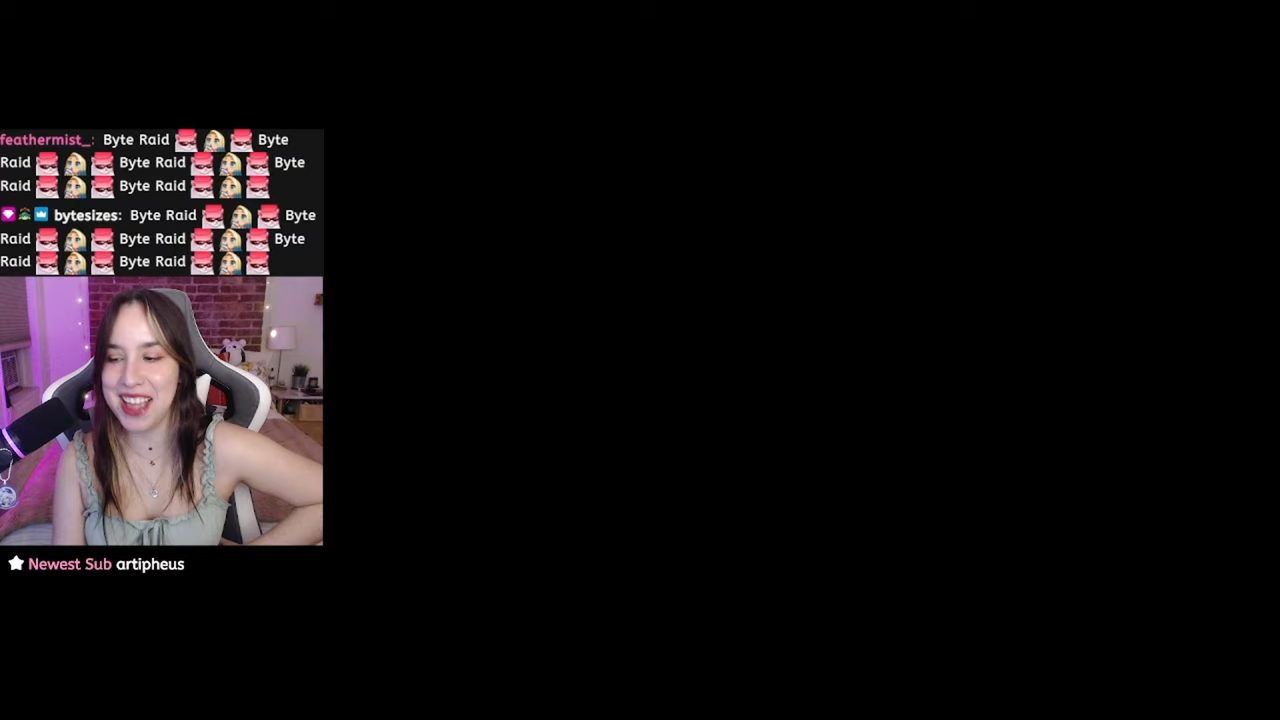 feathermist_: Byte Raid Byte
Raid Byte Raid Byte
Raid Byte Raid
bytesizes: Byte Raid Byte
Raid Byte Raid Byte
Raid Byte Raid
Newest Sub artipheus